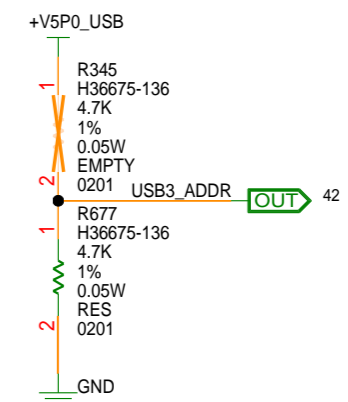 +V5P0_USB
1
R345
H36675-136
4.7K
1%
0.05W
EMPTY
2
0201
USB3_ADDR
OUT
42
R677
1
H36675-136
4.7K
1%
0.05W
RES
2
0201
GND